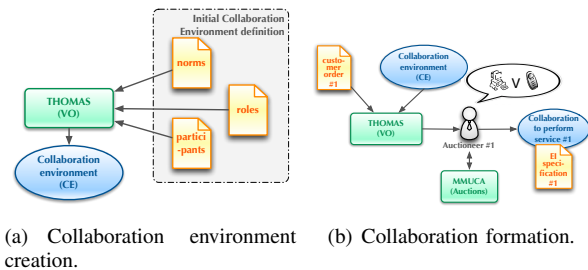 Initial Collaboration
Environment definition
norms
THOMAS
(VO)
roles
partici
-pants
Collaboration
environment
(CE)
(a) Collaboration environment
creation.
custo-
mer
order
#1
Collaboration
environment
(CE)
V
THOMAS
(VO)
Auctioneer #1
Collaboration
to perform
service #1
EI
speci-
fication
#1
MMUCA
(Auctions)
(b) Collaboration formation.